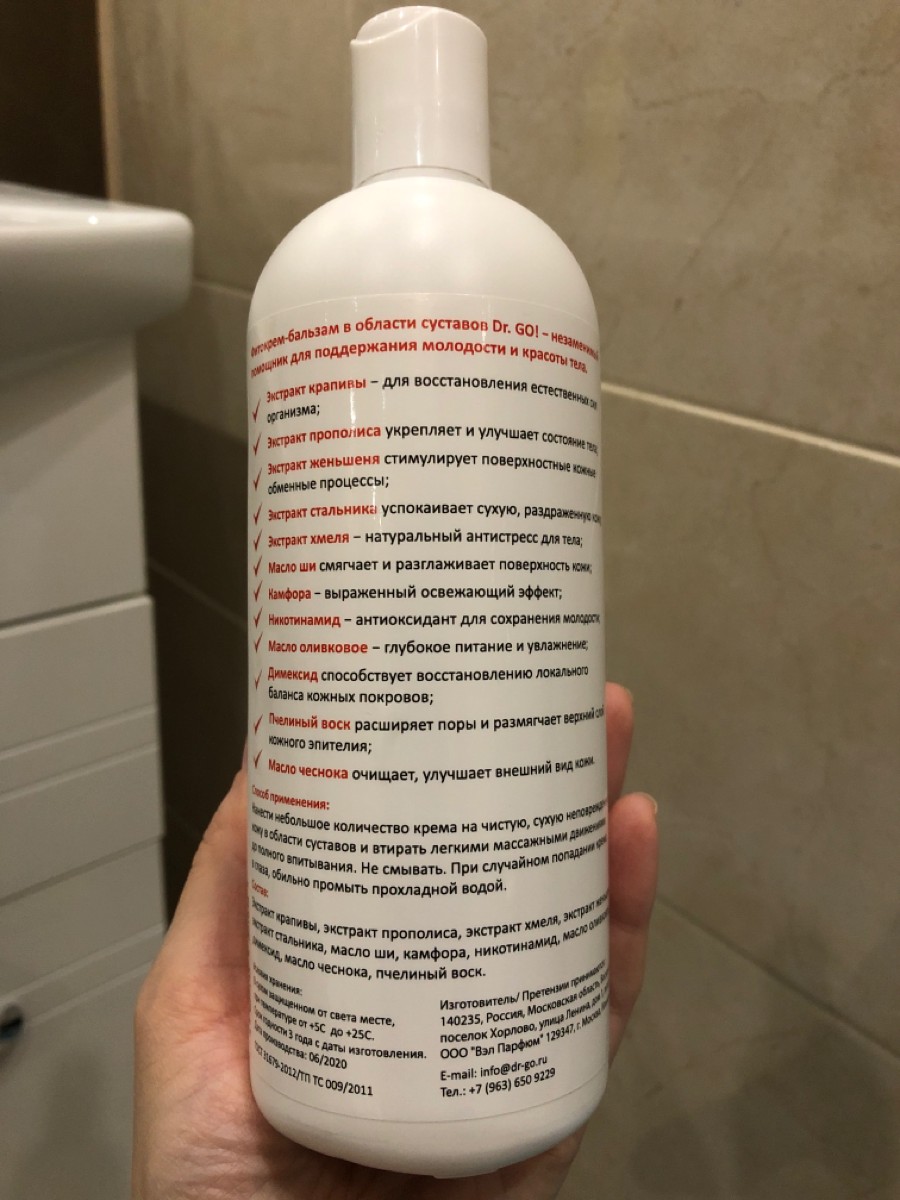 Фитокрем-бальзам в области суставов Dr. GO! – незаменимый
помощник для поддержания молодости и красоты тела.
Экстракт крапивы – для восстановления естественных сил
организма;
Экстракт прополиса укрепляет и улучшает состояние тела;
Экстракт женьшеня стимулирует поверхностные кожные
обменные процессы;
Экстракт стальника успокаивает сухую, раздраженную кожу;
Экстракт хмеля – натуральный антистресс для тела;
Масло ши смягчает и разглаживает поверхность кожи;
Камфора – выраженный освежающий эффект;
Никотинамид – антиоксидант для сохранения молодости;
Масло оливковое – глубокое питание и увлажнение;
Димексид способствует восстановлению локального
баланса кожных покровов;
Пчелиный воск расширяет поры и размягчает верхний слой
кожного эпителия;
Масло чеснока очищает, улучшает внешний вид кожи.
Способ применения:
Нанести небольшое количество крема на чистую, сухую
кожу в области суставов и втирать легкими массажными движениями
до полного впитывания. Не смывать. При случайном попадании крема
в глаза, обильно промыть прохладной водой.
Состав:
Экстракт крапивы, экстракт прополиса, экстракт хмеля, экстракт
экстракт стальника, масло ши, камфора, никотинамид, масло
димексид, масло чеснока, пчелиный воск.
Условия хранения:
В сухом защищенном от света месте,
при температуре от +5С до +25С.
Срок годности 3 года с даты изготовления.
Дата производства: 06/2020
ГОСТ 31679-2012/ТП ТС 009/2011
Изготовитель/ Претензии принимаются:
140235, Россия, Московская область,
поселок Хорлово, улица Ленина,
ООО "Вэл Парфюм" 129347, г. Москва,
E-mail: info@dr-go.ru
Тел.: +7 (963) 650 9229